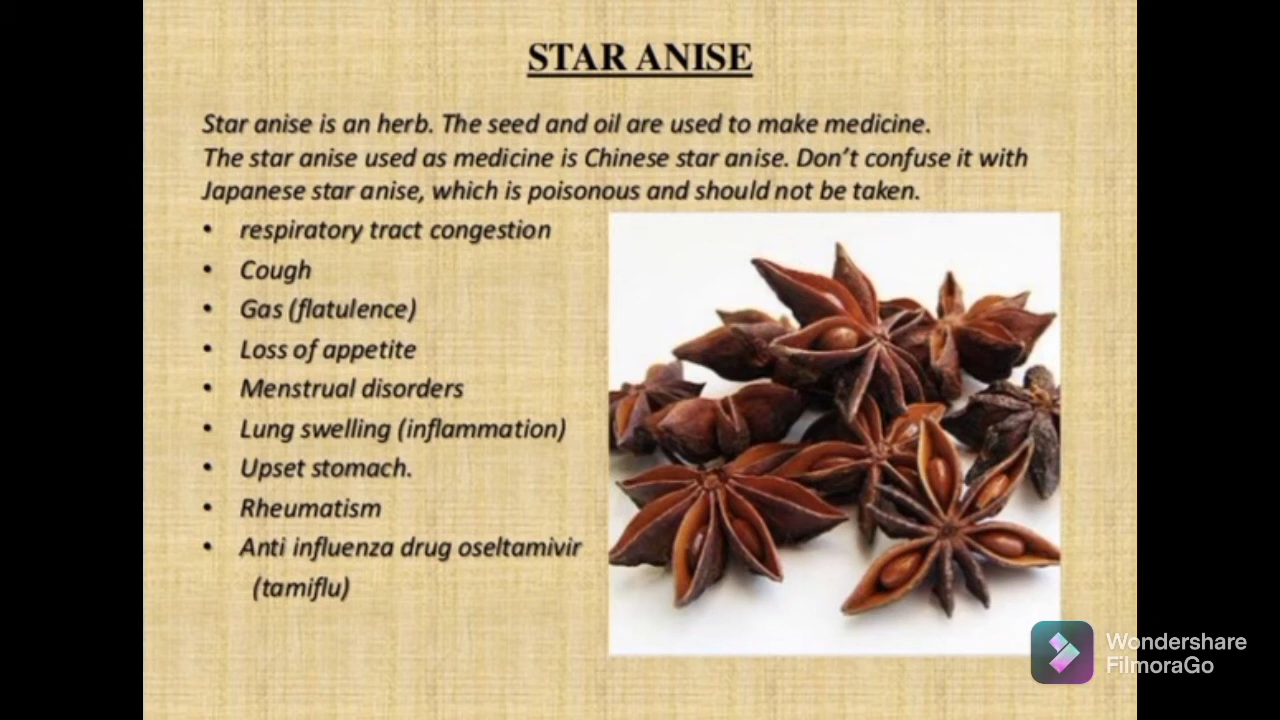 STAR ANISE
Star anise is an herb. The seed and oil are used to make medicine.
The star anise used as medicine is Chinese star anise. Don't confuse it with
Japanese star anise, which is poisonous and should not be taken.
• respiratory tract congestion
• Cough
• Gas (flatulence)
• Loss of appetite
• Menstrual disorders
• Lung swelling (inflammation)
• Upset stomach.
• Rheumatism
• Anti influenza drug oseltamivir
(tamiflu)
Wondershare
FilmoraGo